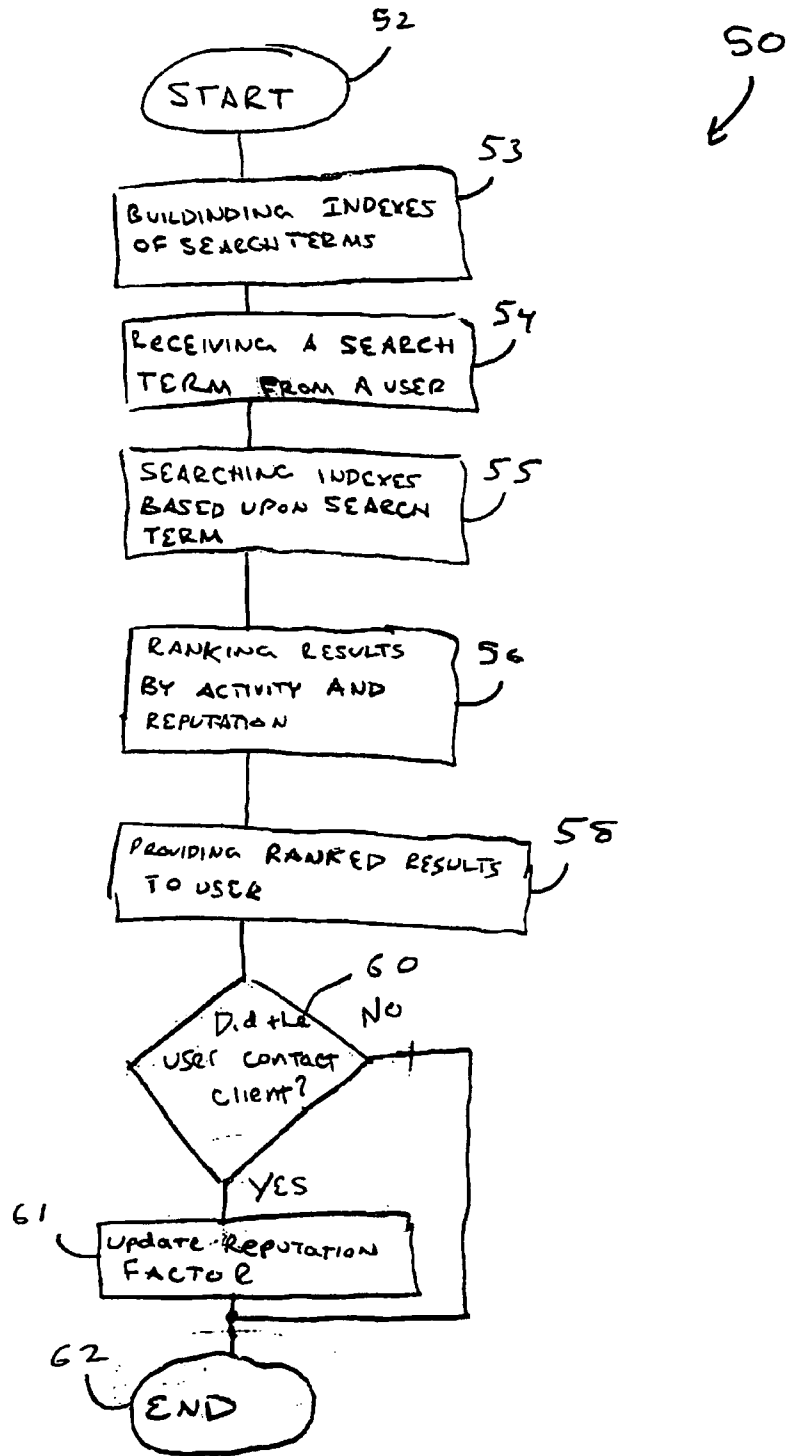 52
50
START
53
BUILDINDING INDEXES
OF SEARCH TERMS
54
RECEIVING A SEARCH
TERM FROM A USER
55
SEARCHING INDEXES
BASED UPON SEARCH
TERM
56
RANKING RESULTS
BY ACTIVITY AND
REPUTATION
58
PROVIDING RANKED RESULTS
TO USER
60
NO
Did the
user contact
client?
YES
61
Update Reputation
FACTOR
62
END